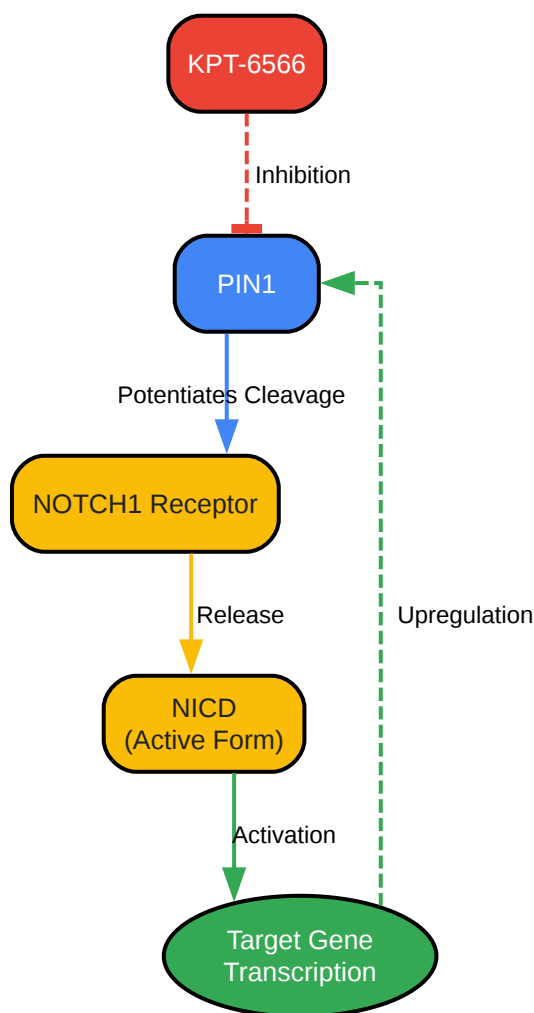 KPT-6566
Inhibition
PIN1
Potentiates Cleavage
NOTCH1 Receptor
Release
Upregulation
NICD
(Active Form)
Activation
Target Gene
Transcription